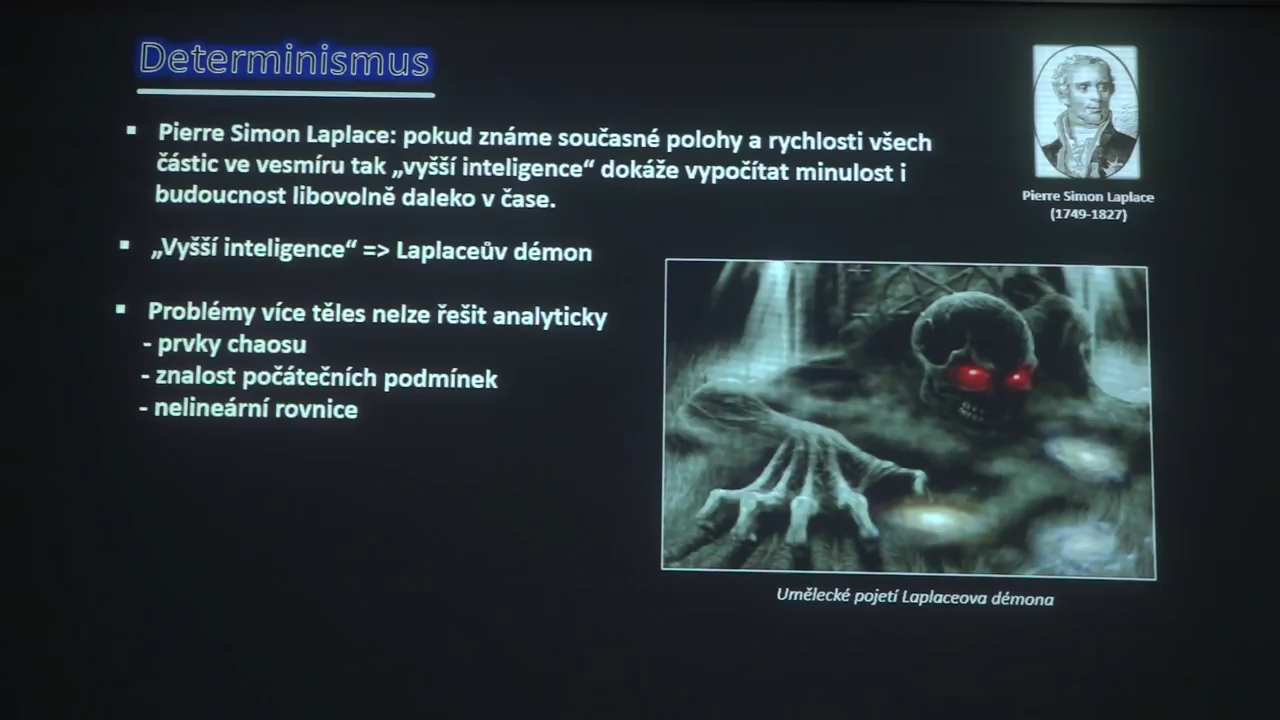 Determinismus
▪ Pierre Simon Laplace: pokud známe současné polohy a rychlosti všech
částic ve vesmíru tak „vyšší inteligence“ dokáže vypočítat minulost i
budoucnost libovolně daleko v čase.
▪ „Vyšší inteligence“ => Laplaceův démon
▪ Problémy více těles nelze řešit analyticky
- prvky chaosu
- znalost počátečních podmínek
- nelineární rovnice
Pierre Simon Laplace
(1749-1827)
Umělecké pojetí Laplaceova démona